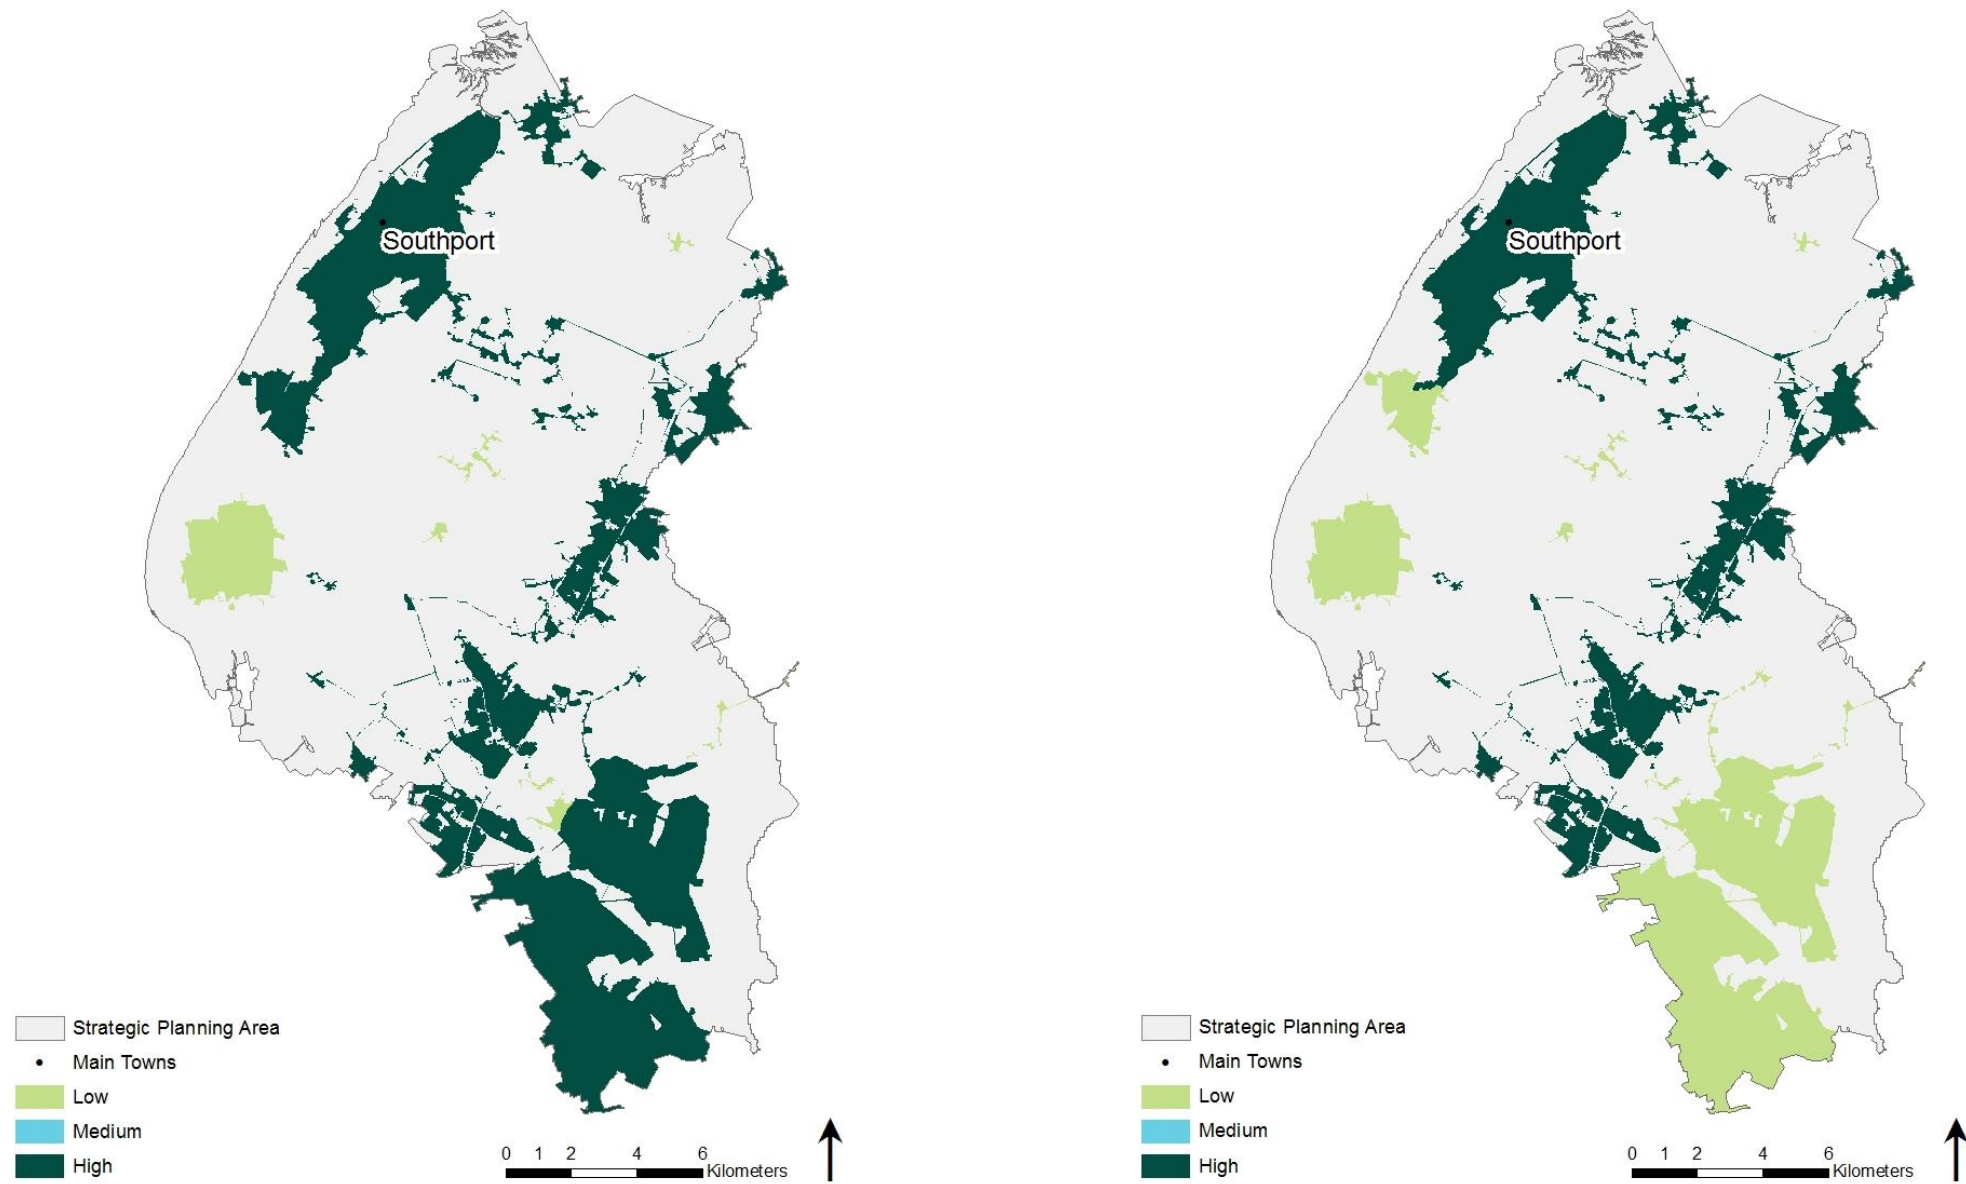 Southport
Strategic Planning Area
Main Towns
Low
Medium
High
0 1 2 4 6
Kilometers
Southport
Strategic Planning Area
Main Towns
Low
Medium
High
0 1 2 4 6
Kilometers